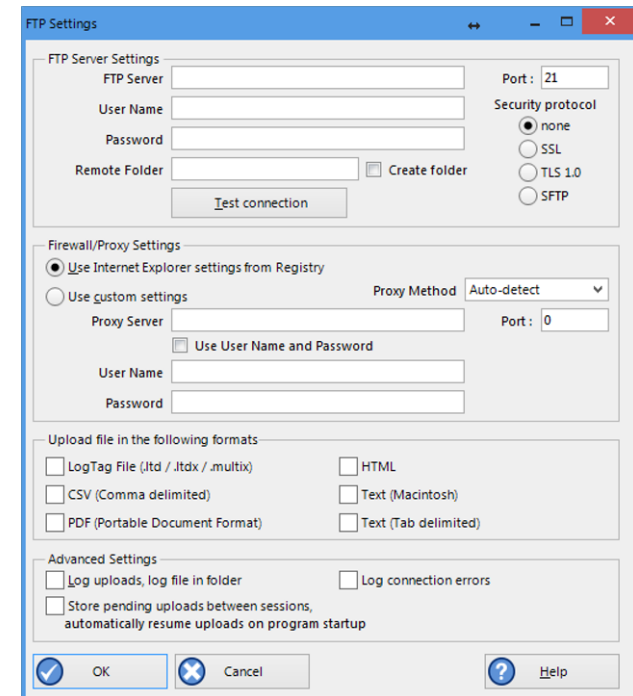 FTP Settings
FTP Server Settings
FTP Server
Port : 21
User Name
Security protocol
none
Password
SSL
TLS 1.0
Remote Folder
Create folder
SFTP
Test connection
Firewall/Proxy Settings
Use Internet Explorer settings from Registry
Use custom settings
Proxy Method Auto-detect
Proxy Server
Port : 0
Use User Name and Password
User Name
Password
Upload file in the following formats
LogTag File (.ltd / .ltdx / .multix)
HTML
CSV (Comma delimited)
Text (Macintosh)
PDF (Portable Document Format)
Text (Tab delimited)
Advanced Settings
Log uploads, log file in folder
Log connection errors
Store pending uploads between sessions,
automatically resume uploads on program startup
OK
Cancel
? Help